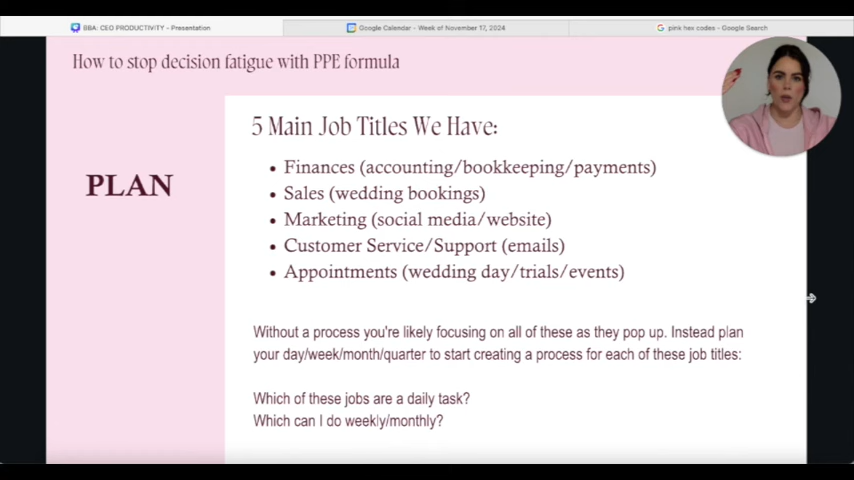 BBA: CEO PRODUCTIVITY - Presentation
Google Calendar - Week of November 17, 2024
pink hex codes - Google Search
How to stop decision fatigue with PPE formula
PLAN
5 Main Job Titles We Have:
• Finances (accounting/bookkeeping/payments)
• Sales (wedding bookings)
• Marketing (social media/website)
• Customer Service/Support (emails)
• Appointments (wedding day/trials/events)
Without a process you're likely focusing on all of these as they pop up. Instead plan
your day/week/month/quarter to start creating a process for each of these job titles:
Which of these jobs are a daily task?
Which can I do weekly/monthly?